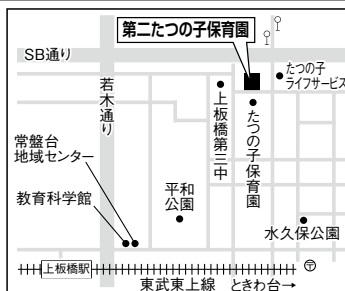 第二たつの子保育園
SB通り
たつの子
ライフサービス
若木通り
上板橋第三中
たつの子保育園
常盤台
地域センター
教育科学館
平和
公園
水久保公園
上板橋駅
〒
東武東上線 ときわ台→